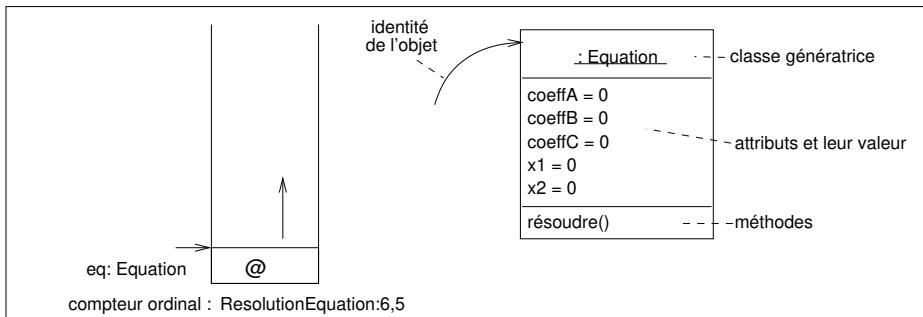 identité
de l'objet
: Equation
classe génératrice
coeffA = 0
coeffB = 0
coeffC = 0
x1 = 0
x2 = 0
attributs et leur valeur
résoudre()
méthodes
eq: Equation
@
compteur ordinal : ResolutionEquation:6,5